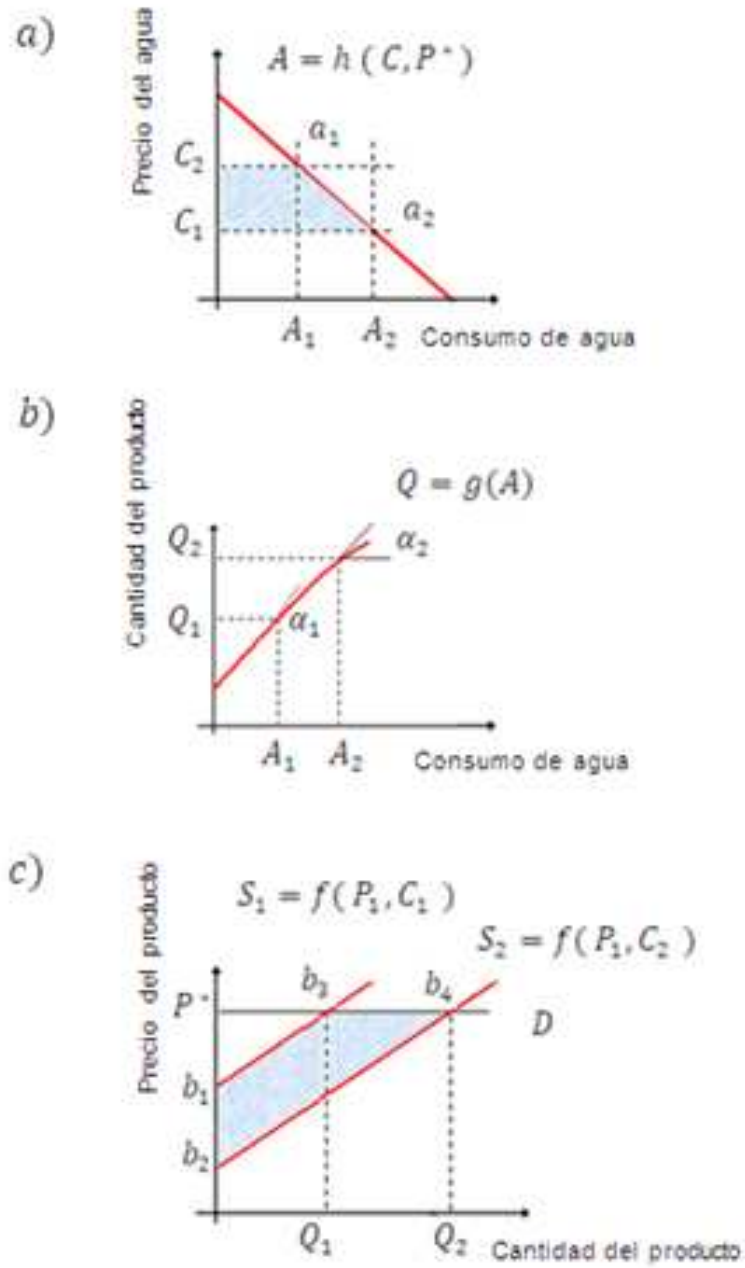 a)
Precio del agua
A = h ( C, P* )
a₁
C₂
a₂
C₁
A₁ A₂ Consumo de agua
b)
Cantidad del producto
Q = g(A)
Q₂
α₂
Q₁
α₁
A₁ A₂ Consumo de agua
c)
Precio del producto
S₁ = f( P₁, C₁ )
S₂ = f( P₁, C₂ )
b₃ b₄
P*
D
b₁
b₂
Q₁ Q₂ Cantidad del producto